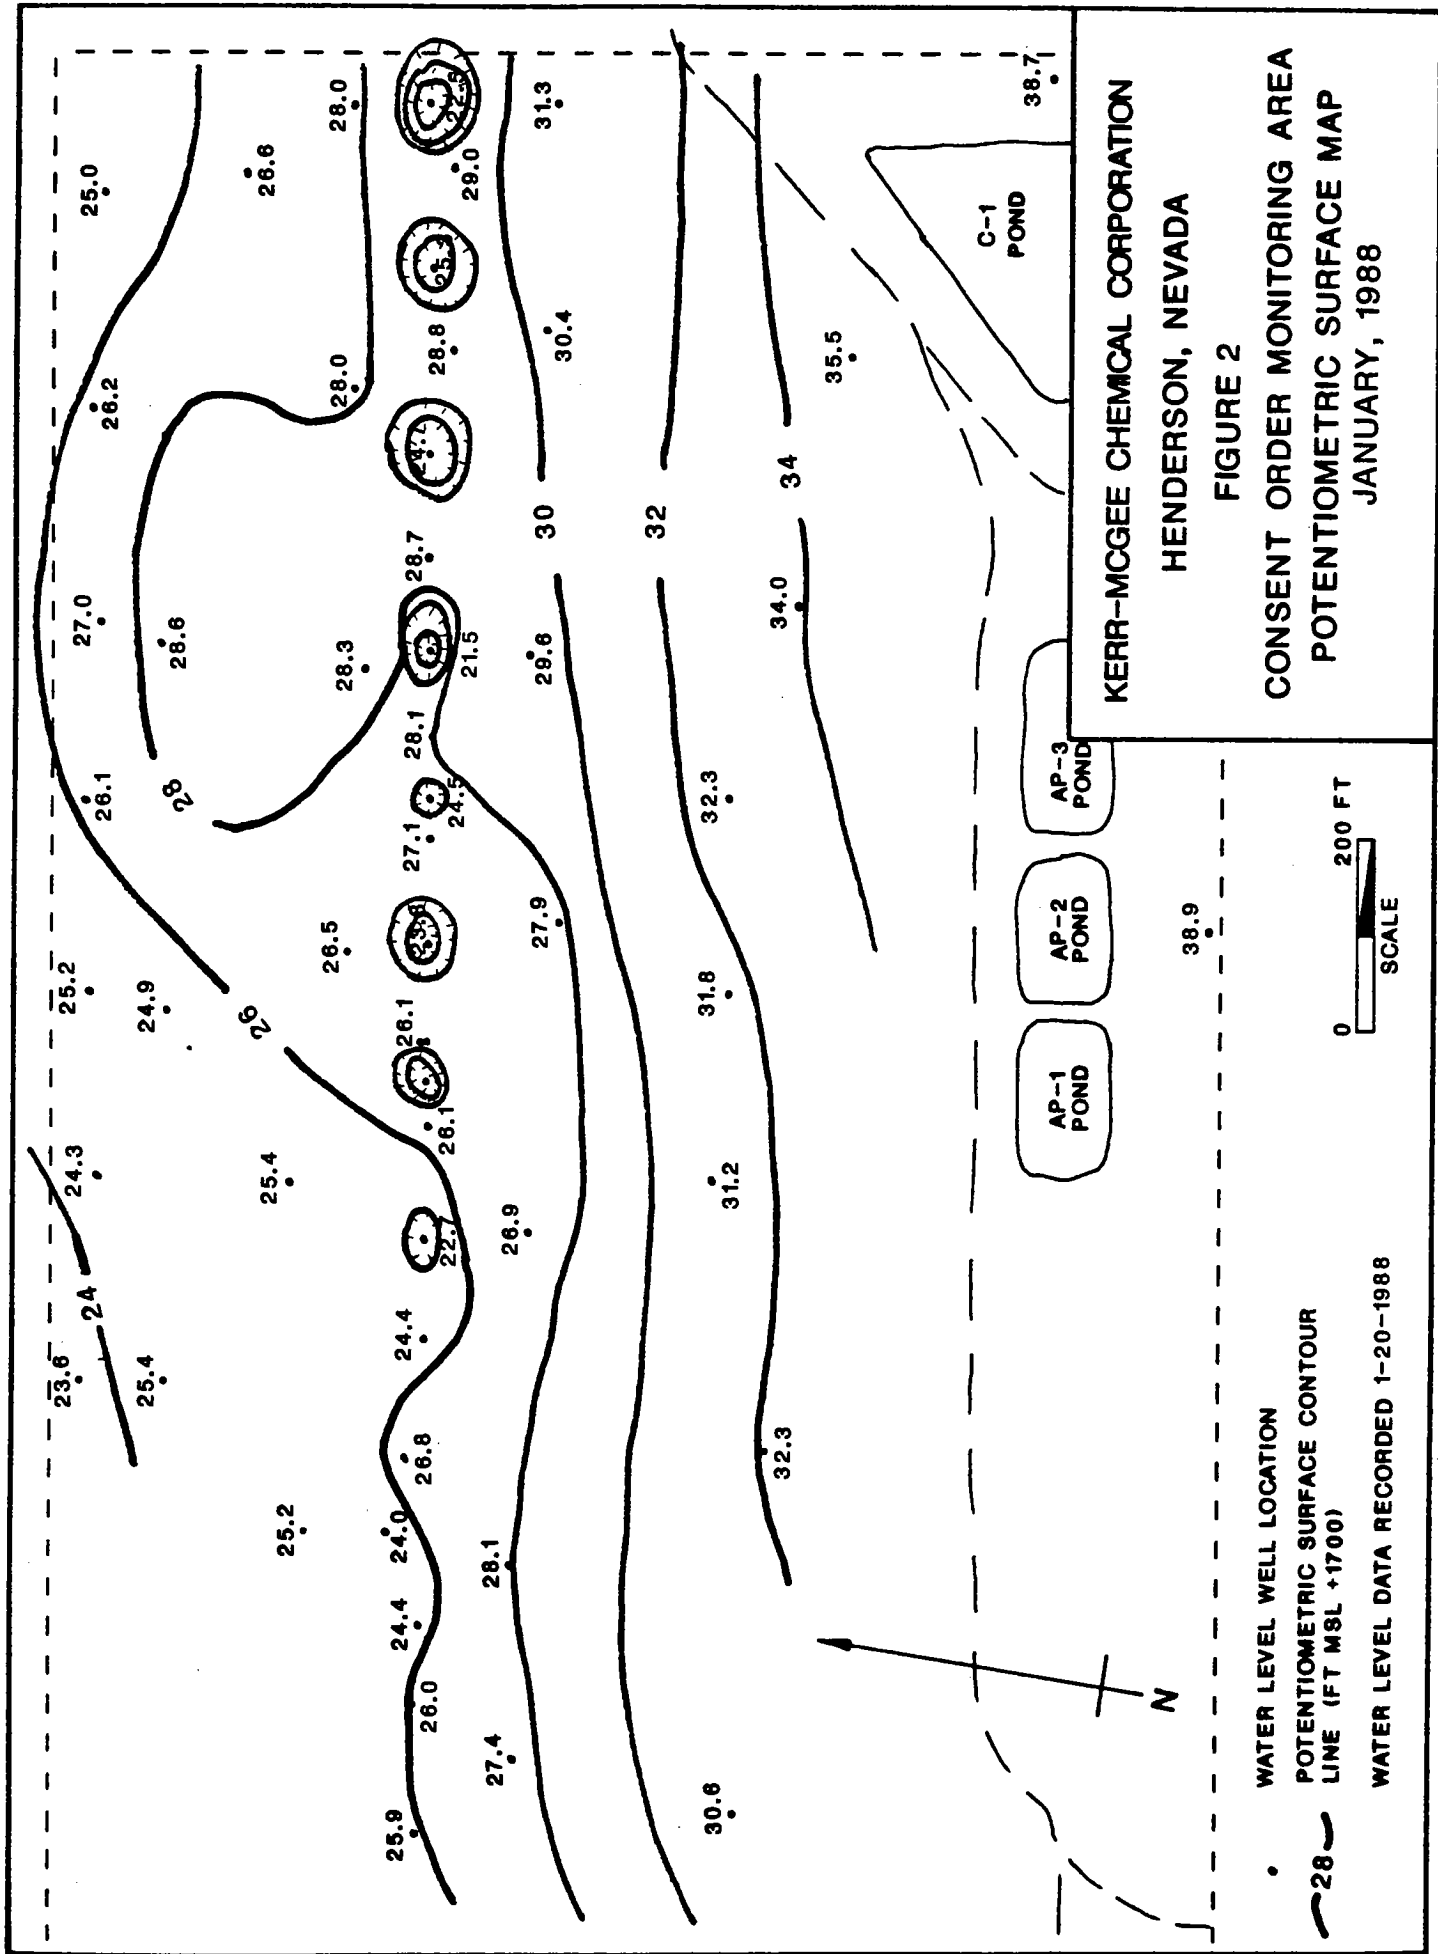 25.0
26.2
27.0
26.1
25.2
24.3
23.6
26.6
28.6
24.9
25.4
28
24
26
28.0
28.0
28.3
26.5
25.4
25.2
28.7
28.1
27.1
26.1
26.1
24.4
26.8
24.0
24.4
26.0
25.9
29.0
28.8
21.5
24.5
22.7
31.3
30.4
29.6
27.9
26.9
28.1
27.4
30
32
34
32.3
31.8
31.2
32.3
30.6
35.5
34.0
38.7
38.9
C-1
POND
AP-3
POND
AP-2
POND
AP-1
POND
KERR-MCGEE CHEMICAL CORPORATION
HENDERSON, NEVADA
FIGURE 2
CONSENT ORDER MONITORING AREA
POTENTIOMETRIC SURFACE MAP
JANUARY, 1988
N
WATER LEVEL WELL LOCATION
28
POTENTIOMETRIC SURFACE CONTOUR
LINE (FT MSL +1700)
WATER LEVEL DATA RECORDED 1-20-1988
0 200 FT
SCALE